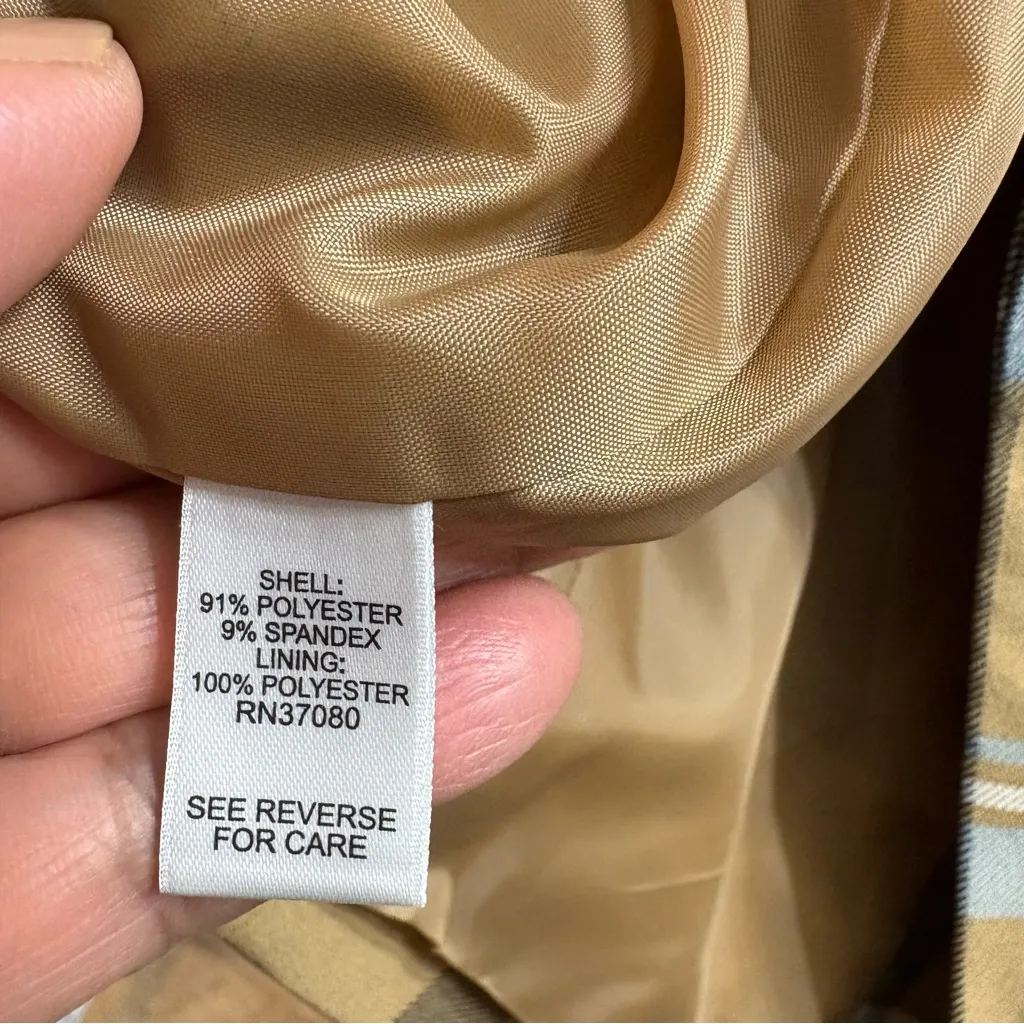 SHELL:
91% POLYESTER
9% SPANDEX
LINING:
100% POLYESTER
RN37080
SEE REVERSE
FOR CARE